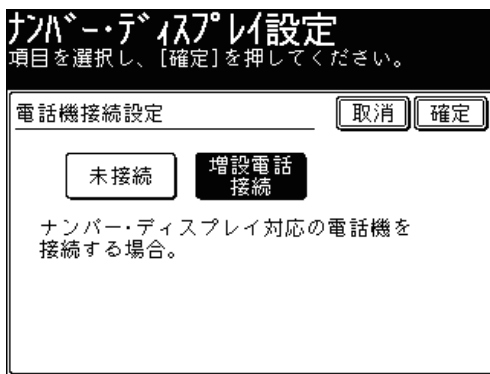 ナンバー・ディスプレイ設定
項目を選択し、[確定]を押してください。
電話機接続設定
取消
確定
未接続
増設電話
接続
ナンバー・ディスプレイ対応の電話機を
接続する場合。